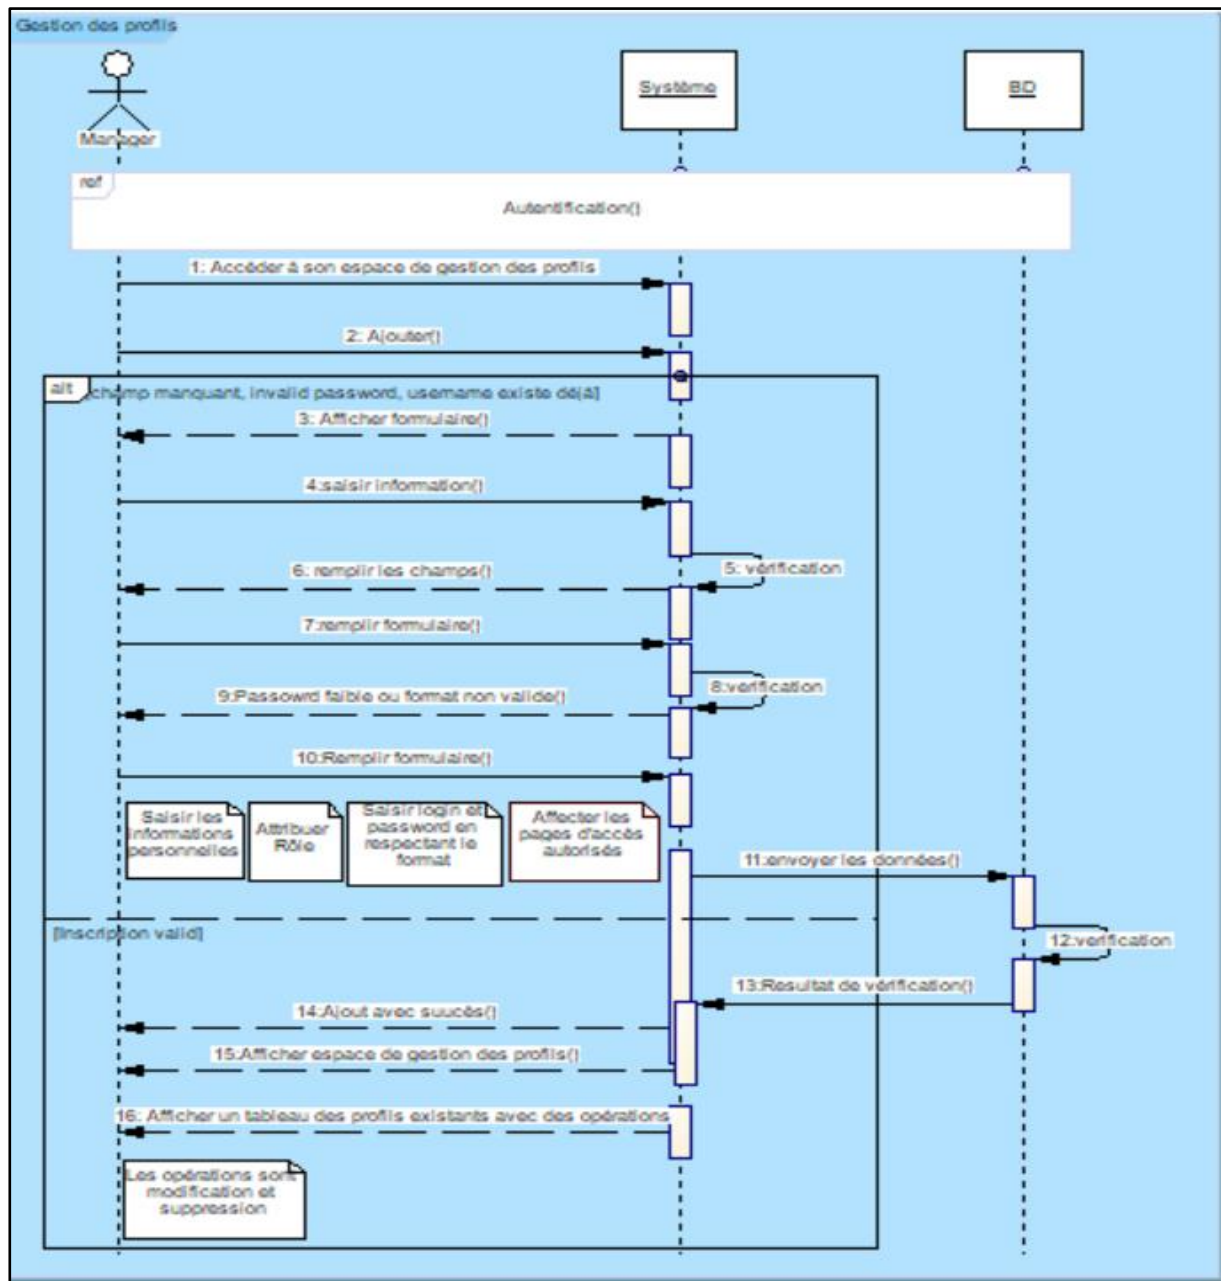 Gestion des profils
Système
BD
Manager
ref
Autentification()
1: Accéder à son espace de gestion des profils
2: Ajouter()
alt
champ manquant, invalid password, username existe dé(à]
3: Afficher formulaire()
4:saisir information()
5: vérification
6: remplir les champs()
7:remplir formulaire()
8:verification
9:Passowrd faible ou format non valide()
10:Remplir formulaire()
Saisir les
informations
personnelles
Attribuer
Rôle
Saisir login et
password en
respectant le
format
Affecter les
pages d'accès
autorisés
11:envoyer les données()
[Inscription valid]
12:verification
13:Resultat de vérification()
14:Ajout avec suucès()
15:Afficher espace de gestion des profils()
16: Afficher un tableau des profils existants avec des opérations
Les opérations sont
modification et
suppression